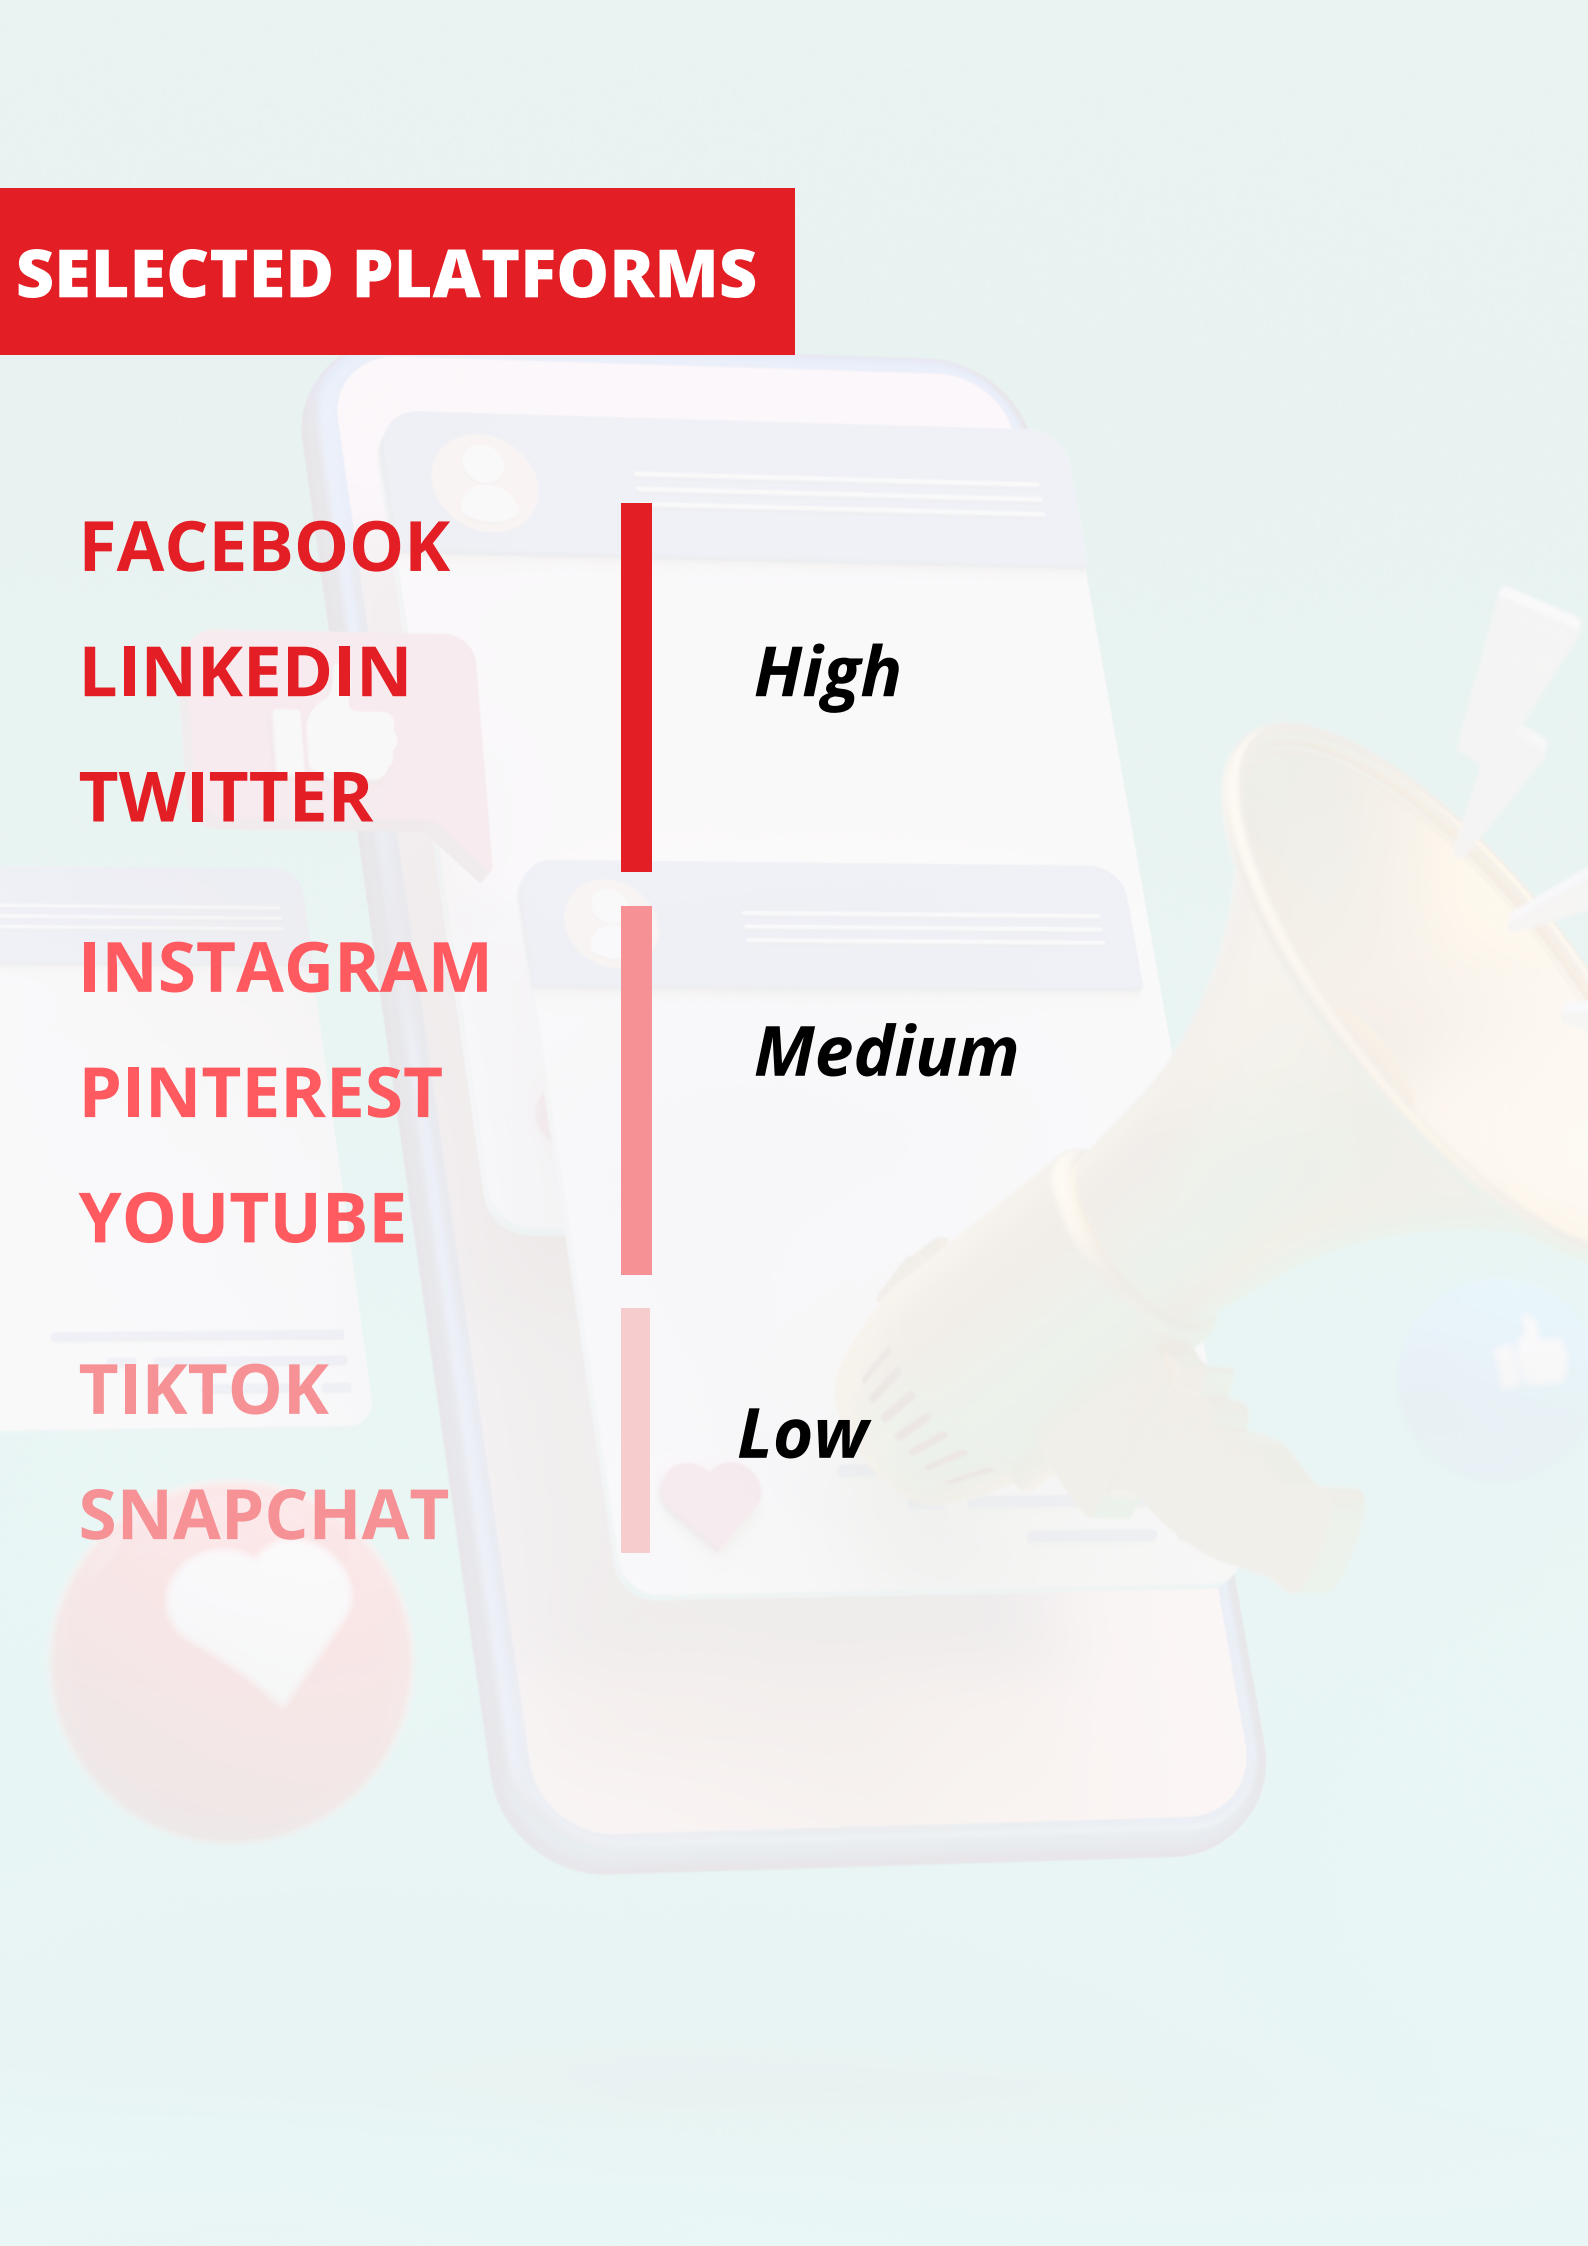 SELECTED PLATFORMS
FACEBOOK
LINKEDIN
TWITTER
High
INSTAGRAM
PINTEREST
YOUTUBE
Medium
TIKTOK
SNAPCHAT
Low